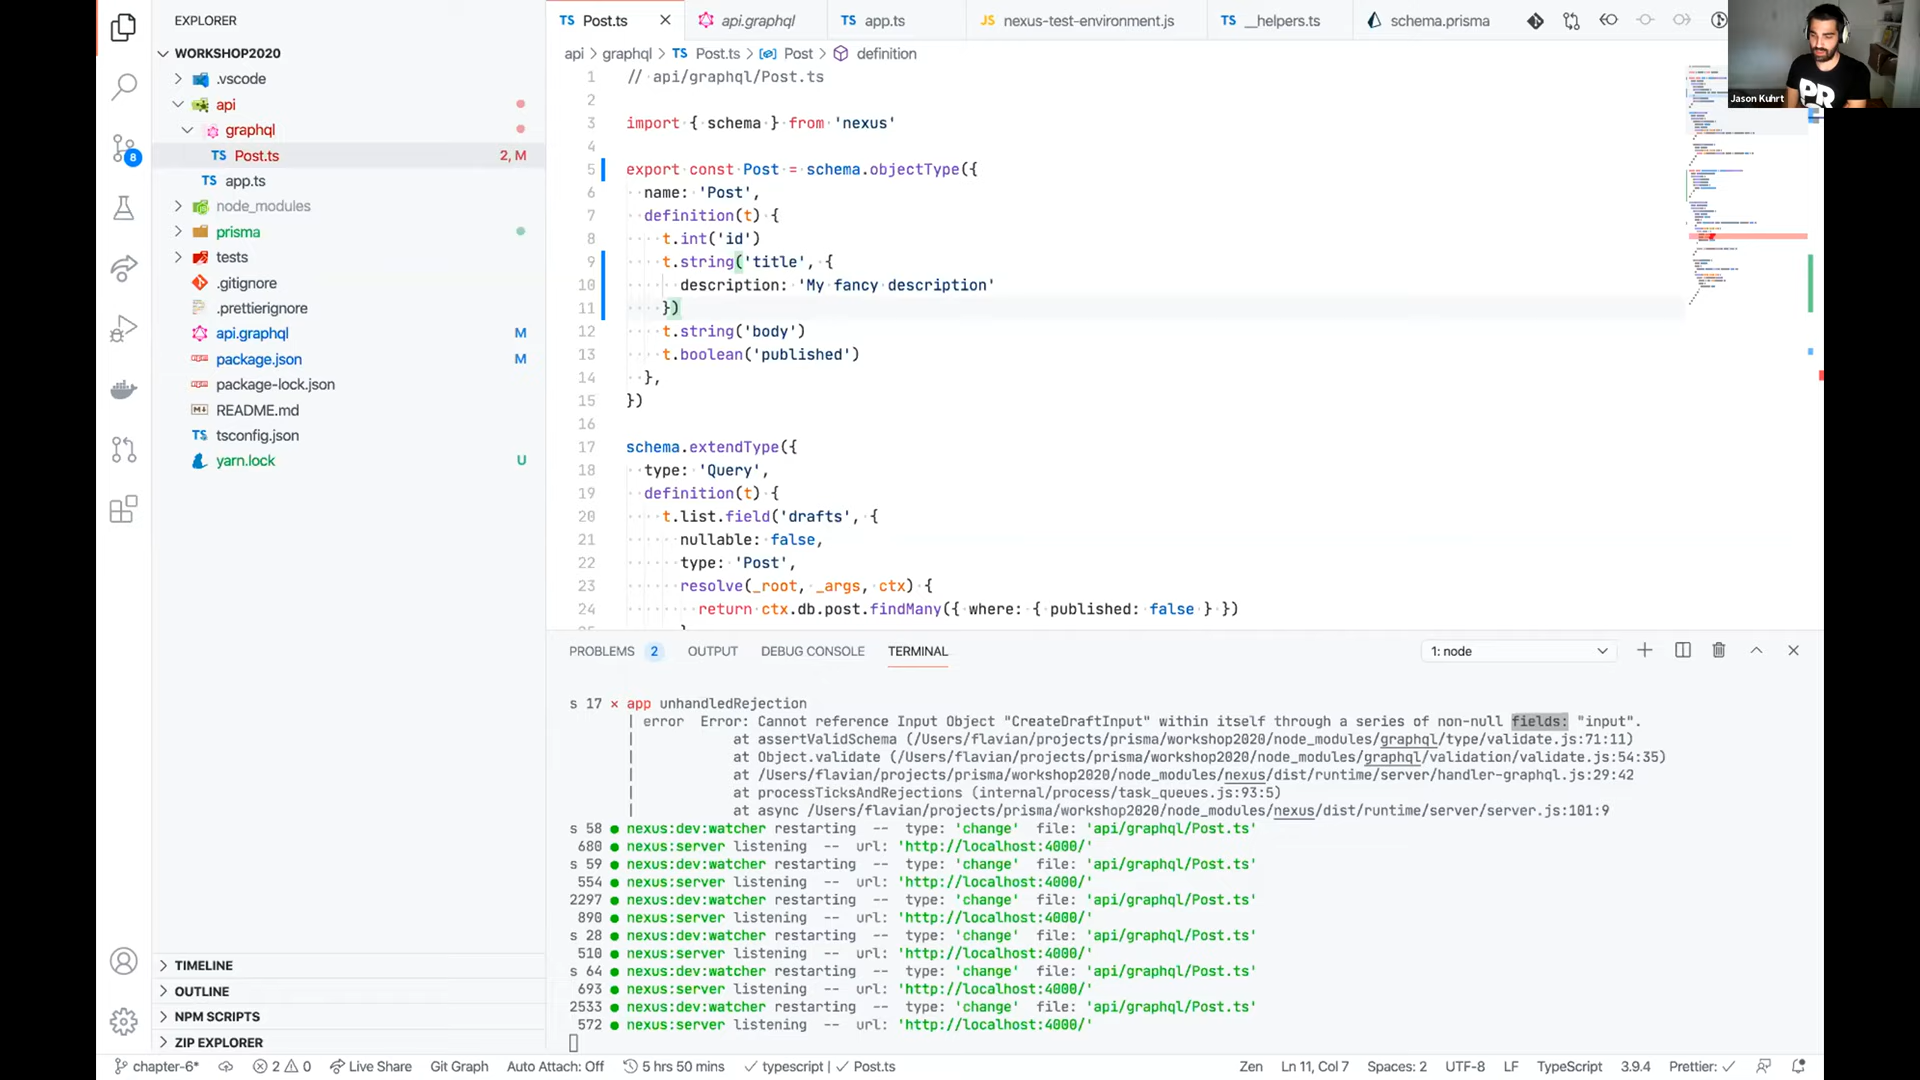 EXPLORER
WORKSHOP2020
.vscode
api
graphql
TS Post.ts 2, M
TS app.ts
node_modules
prisma
tests
.gitignore
.prettierignore
api.graphql M
package.json M
package-lock.json
README.md
TS tsconfig.json
yarn.lock U
8
TIMELINE
OUTLINE
NPM SCRIPTS
ZIP EXPLORER
TS Post.ts api.graphql TS app.ts JS nexus-test-environment.js TS __helpers.ts schema.prisma
api > graphql > TS Post.ts > Post > definition
1 // api/graphql/Post.ts
2
3 import { schema } from 'nexus'
4
5 export const Post = schema.objectType({
6 name: 'Post',
7 definition(t) {
8 t.int('id')
9 t.string('title', {
10 description: 'My fancy description'
11 })
12 t.string('body')
13 t.boolean('published')
14 },
15 })
16
17 schema.extendType({
18 type: 'Query',
19 definition(t) {
20 t.list.field('drafts', {
21 nullable: false,
22 type: 'Post',
23 resolve(_root, _args, ctx) {
24 return ctx.db.post.findMany({ where: { published: false } })
Jason Kuhrt
PR
PROBLEMS 2 OUTPUT DEBUG CONSOLE TERMINAL 1: node
s 17 × app unhandledRejection
| error Error: Cannot reference Input Object "CreateDraftInput" within itself through a series of non-null fields: "input".
| at assertValidSchema (/Users/flavian/projects/prisma/workshop2020/node_modules/graphql/type/validate.js:71:11)
| at Object.validate (/Users/flavian/projects/prisma/workshop2020/node_modules/graphql/validation/validate.js:54:35)
| at /Users/flavian/projects/prisma/workshop2020/node_modules/nexus/dist/runtime/server/handler-graphql.js:29:42
| at processTicksAndRejections (internal/process/task_queues.js:93:5)
| at async /Users/flavian/projects/prisma/workshop2020/node_modules/nexus/dist/runtime/server/server.js:101:9
s 58 ● nexus:dev:watcher restarting -- type: 'change' file: 'api/graphql/Post.ts'
680 ● nexus:server listening -- url: 'http://localhost:4000/'
s 59 ● nexus:dev:watcher restarting -- type: 'change' file: 'api/graphql/Post.ts'
554 ● nexus:server listening -- url: 'http://localhost:4000/'
2297 ● nexus:dev:watcher restarting -- type: 'change' file: 'api/graphql/Post.ts'
890 ● nexus:server listening -- url: 'http://localhost:4000/'
s 28 ● nexus:dev:watcher restarting -- type: 'change' file: 'api/graphql/Post.ts'
510 ● nexus:server listening -- url: 'http://localhost:4000/'
s 64 ● nexus:dev:watcher restarting -- type: 'change' file: 'api/graphql/Post.ts'
693 ● nexus:server listening -- url: 'http://localhost:4000/'
2533 ● nexus:dev:watcher restarting -- type: 'change' file: 'api/graphql/Post.ts'
572 ● nexus:server listening -- url: 'http://localhost:4000/'
chapter-6* 2 0 Live Share Git Graph Auto Attach: Off 5 hrs 50 mins ✓ typescript | ✓ Post.ts Zen Ln 11, Col 7 Spaces: 2 UTF-8 LF TypeScript 3.9.4 Prettier: ✓